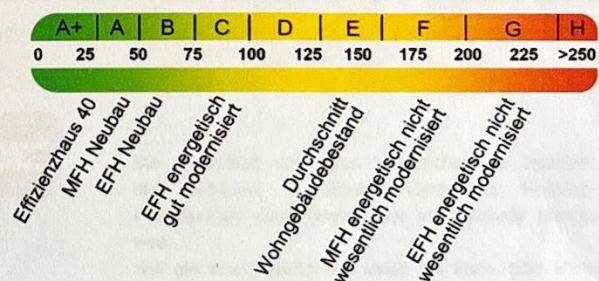 A+ A B C D E F G H
0 25 50 75 100 125 150 175 200 225 >250
Effizienzhaus 40
MFH Neubau
EFH Neubau
EFH energetisch
gut modernisiert
Durchschnitt
Wohngebäudebestand
MFH energetisch nicht
wesentlich modernisiert
EFH energetisch nicht
wesentlich modernisiert